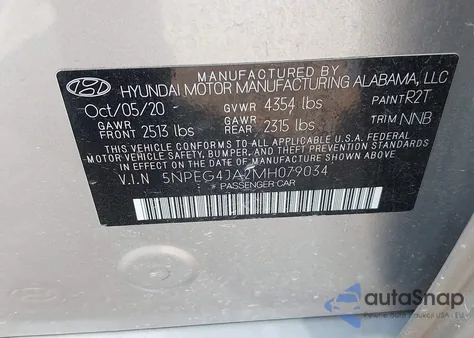 MANUFACTURED BY
HYUNDAI MOTOR MANUFACTURING ALABAMA, LLC
Oct/05/20 GVWR 4354 lbs PAINT R2T
GAWR FRONT 2513 lbs GAWR REAR 2315 lbs TRIM NNB
THIS VEHICLE CONFORMS TO ALL APPLICABLE FEDERAL
MOTOR VEHICLE SAFETY, BUMPER, AND THEFT PREVENTION STANDARDS
IN EFFECT ON THE DATE OF MANUFACTURE SHOWN ABOVE.
V.I.N 5NPEG4JA2MH079034
* PASSENGER CAR
autoSnap